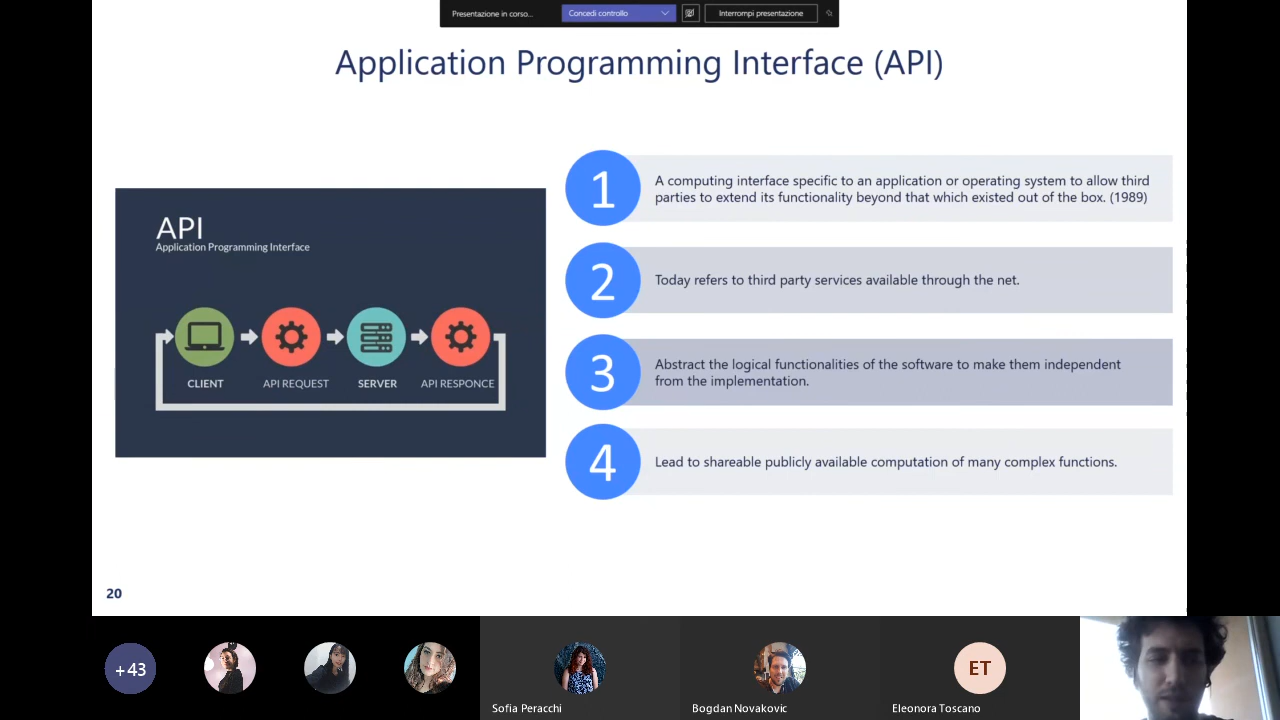 Presentazione in corso...
Concedi controllo
Interrompi presentazione
Application Programming Interface (API)
API
Application Programming Interface
CLIENT
API REQUEST
SERVER
API RESPONCE
1
A computing interface specific to an application or operating system to allow third
parties to extend its functionality beyond that which existed out of the box. (1989)
2
Today refers to third party services available through the net.
3
Abstract the logical functionalities of the software to make them independent
from the implementation.
4
Lead to shareable publicly available computation of many complex functions.
20
+43
Sofia Peracchi
Bogdan Novakovic
ET
Eleonora Toscano